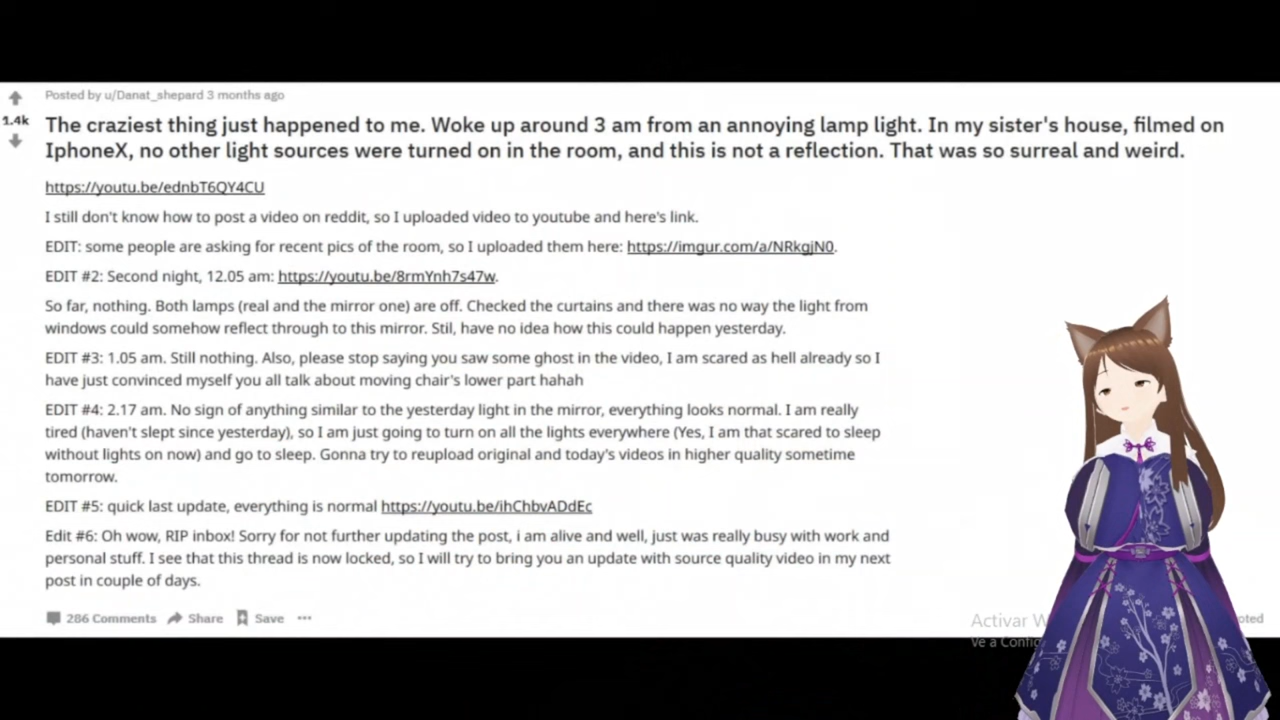 Posted by u/Danat_shepard 3 months ago
1.4k
The craziest thing just happened to me. Woke up around 3 am from an annoying lamp light. In my sister's house, filmed on
IphoneX, no other light sources were turned on in the room, and this is not a reflection. That was so surreal and weird.
https://youtu.be/ednbT6QY4CU
I still don't know how to post a video on reddit, so I uploaded video to youtube and here's link.
EDIT: some people are asking for recent pics of the room, so I uploaded them here: https://imgur.com/a/NRkgjN0.
EDIT #2: Second night, 12.05 am: https://youtu.be/8rmYnh7s47w.
So far, nothing. Both lamps (real and the mirror one) are off. Checked the curtains and there was no way the light from
windows could somehow reflect through to this mirror. Stil, have no idea how this could happen yesterday.
EDIT #3: 1.05 am. Still nothing. Also, please stop saying you saw some ghost in the video, I am scared as hell already so I
have just convinced myself you all talk about moving chair's lower part hahah
EDIT #4: 2.17 am. No sign of anything similar to the yesterday light in the mirror, everything looks normal. I am really
tired (haven't slept since yesterday), so I am just going to turn on all the lights everywhere (Yes, I am that scared to sleep
without lights on now) and go to sleep. Gonna try to reupload original and today's videos in higher quality sometime
tomorrow.
EDIT #5: quick last update, everything is normal https://youtu.be/ihChbvADdEc
Edit #6: Oh wow, RIP inbox! Sorry for not further updating the post, i am alive and well, just was really busy with work and
personal stuff. I see that this thread is now locked, so I will try to bring you an update with source quality video in my next
post in couple of days.
286 Comments Share Save
Activar
Ve a